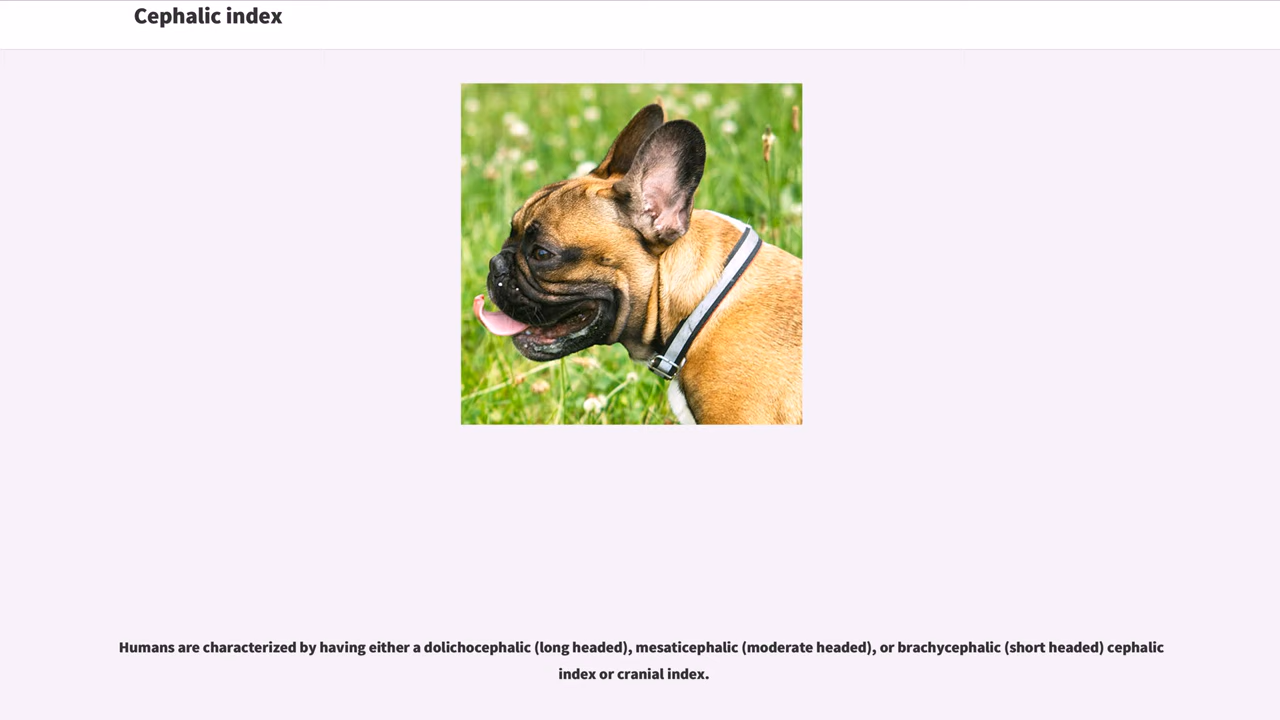 Cephalic index
Humans are characterized by having either a dolichocephalic (long headed), mesaticephalic (moderate headed), or brachycephalic (short headed) cephalic
index or cranial index.